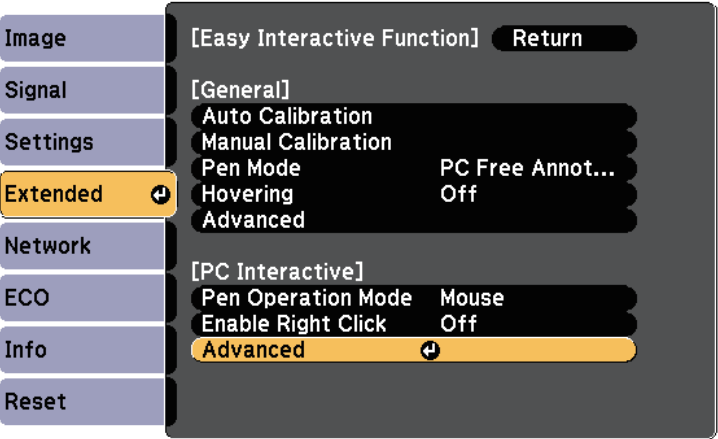 Image
Signal
Settings
Extended
Network
ECO
Info
Reset
[Easy Interactive Function] Return
[General]
Auto Calibration
Manual Calibration
Pen Mode PC Free Annot...
Hovering Off
Advanced
[PC Interactive]
Pen Operation Mode Mouse
Enable Right Click Off
Advanced